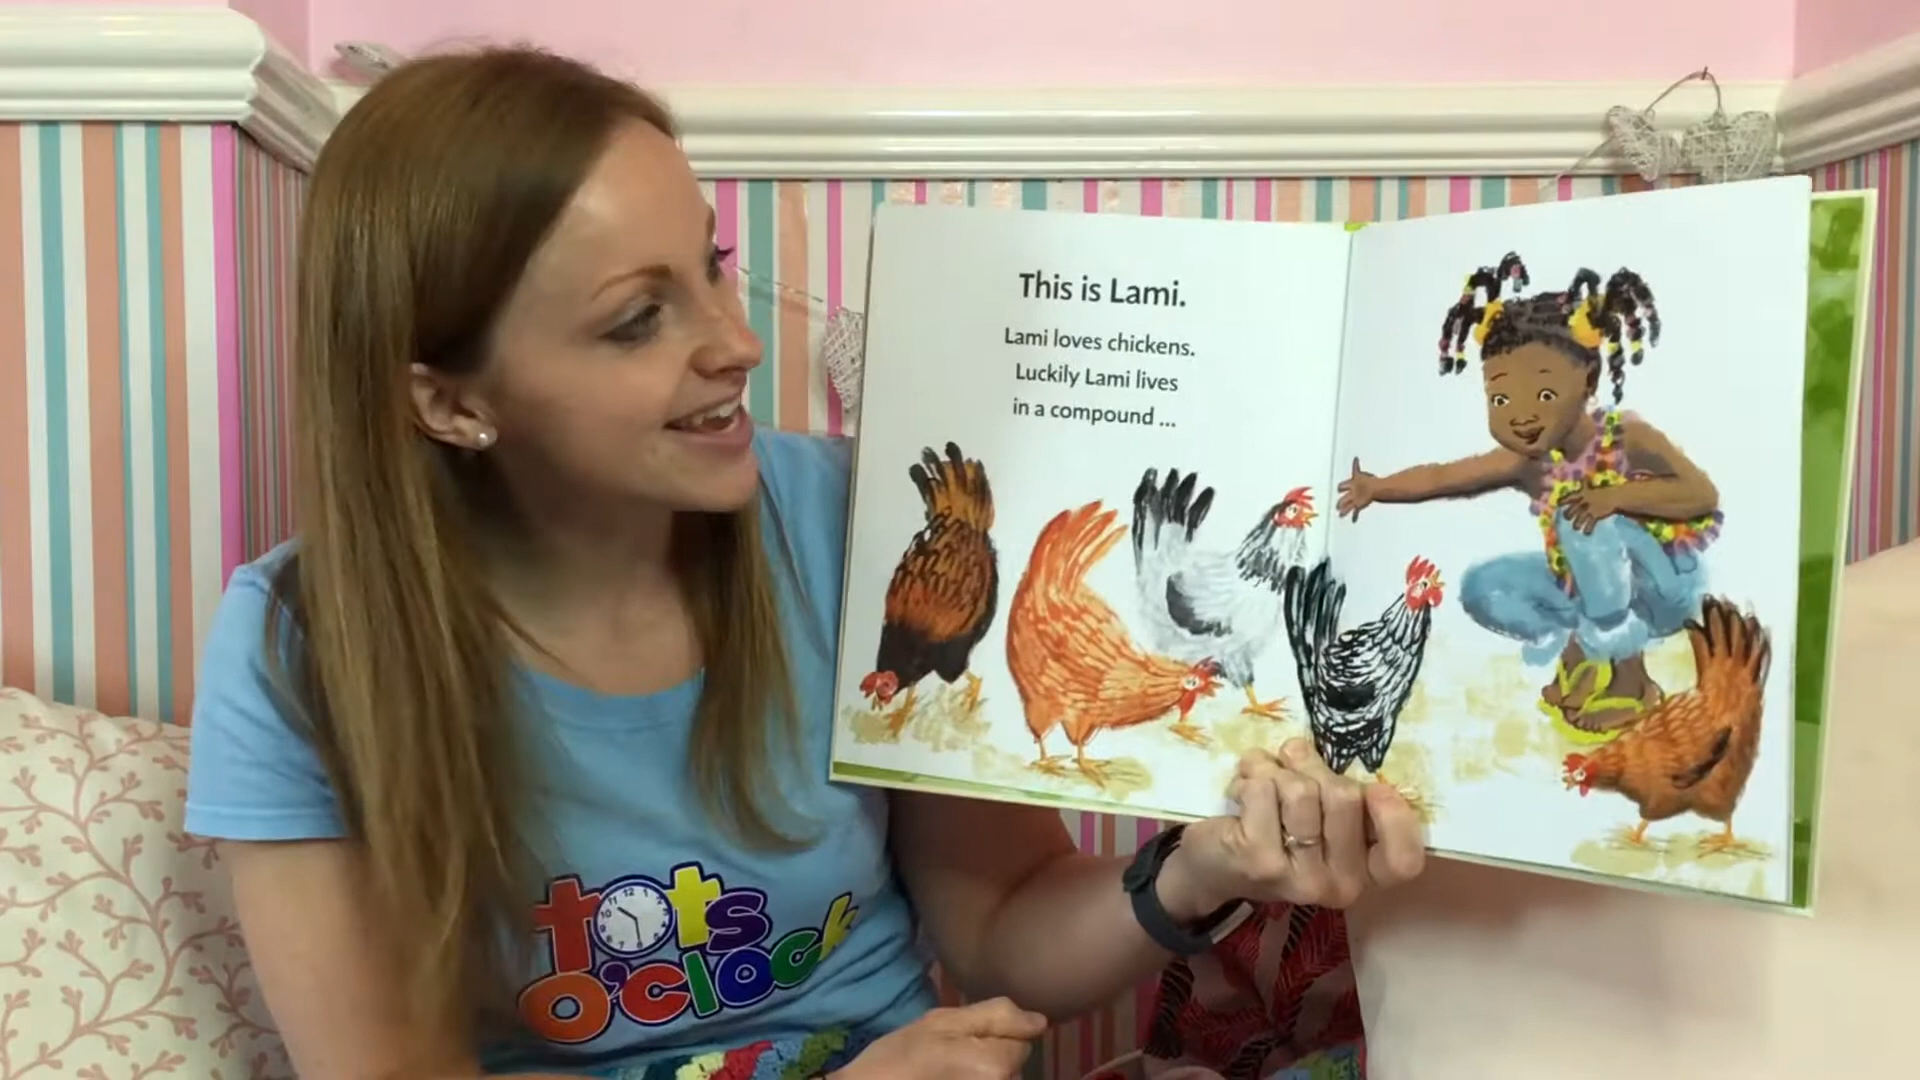 This is Lami.
Lami loves chickens.
Luckily Lami lives
in a compound ...
tots
O'clock